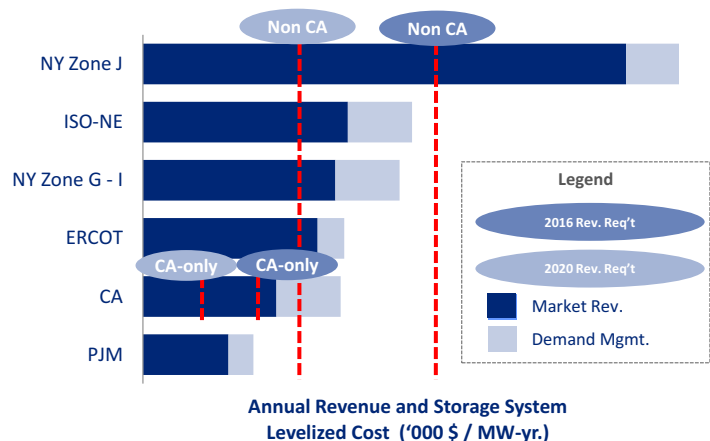 Non CA
Non CA
NY Zone J
ISO-NE
NY Zone G - I
ERCOT
CA-only
CA-only
CA
PJM
Legend
2016 Rev. Req't
2020 Rev. Req't
Market Rev.
Demand Mgmt.
Annual Revenue and Storage System
Levelized Cost (‘000 $ / MW-yr.)